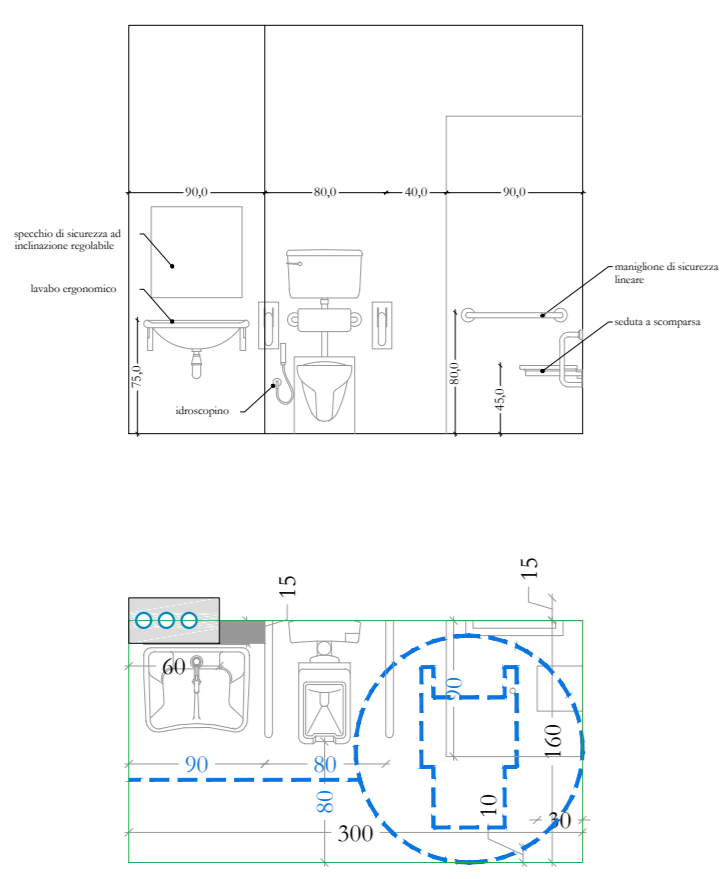 90,0
80,0
40,0
90,0
specchio di sicurezza ad
inclinazione regolabile
maniglione di sicurezza
lineare
lavabo ergonomico
seduta a scomparsa
75,0
80,0
45,0
idroscopino
15
15
60
90
160
90
80
80
10
30
300